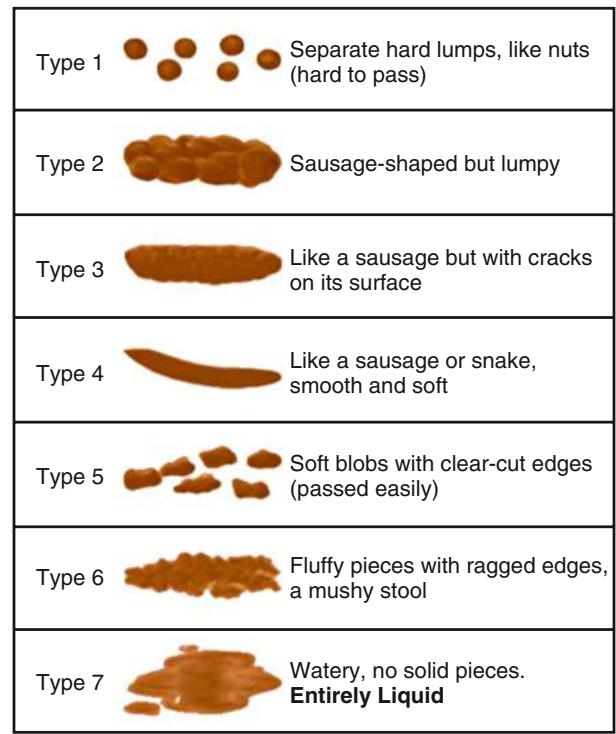 Type 1
Separate hard lumps, like nuts
(hard to pass)
Type 2
Sausage-shaped but lumpy
Type 3
Like a sausage but with cracks
on its surface
Type 4
Like a sausage or snake,
smooth and soft
Type 5
Soft blobs with clear-cut edges
(passed easily)
Type 6
Fluffy pieces with ragged edges,
a mushy stool
Type 7
Watery, no solid pieces.
Entirely Liquid